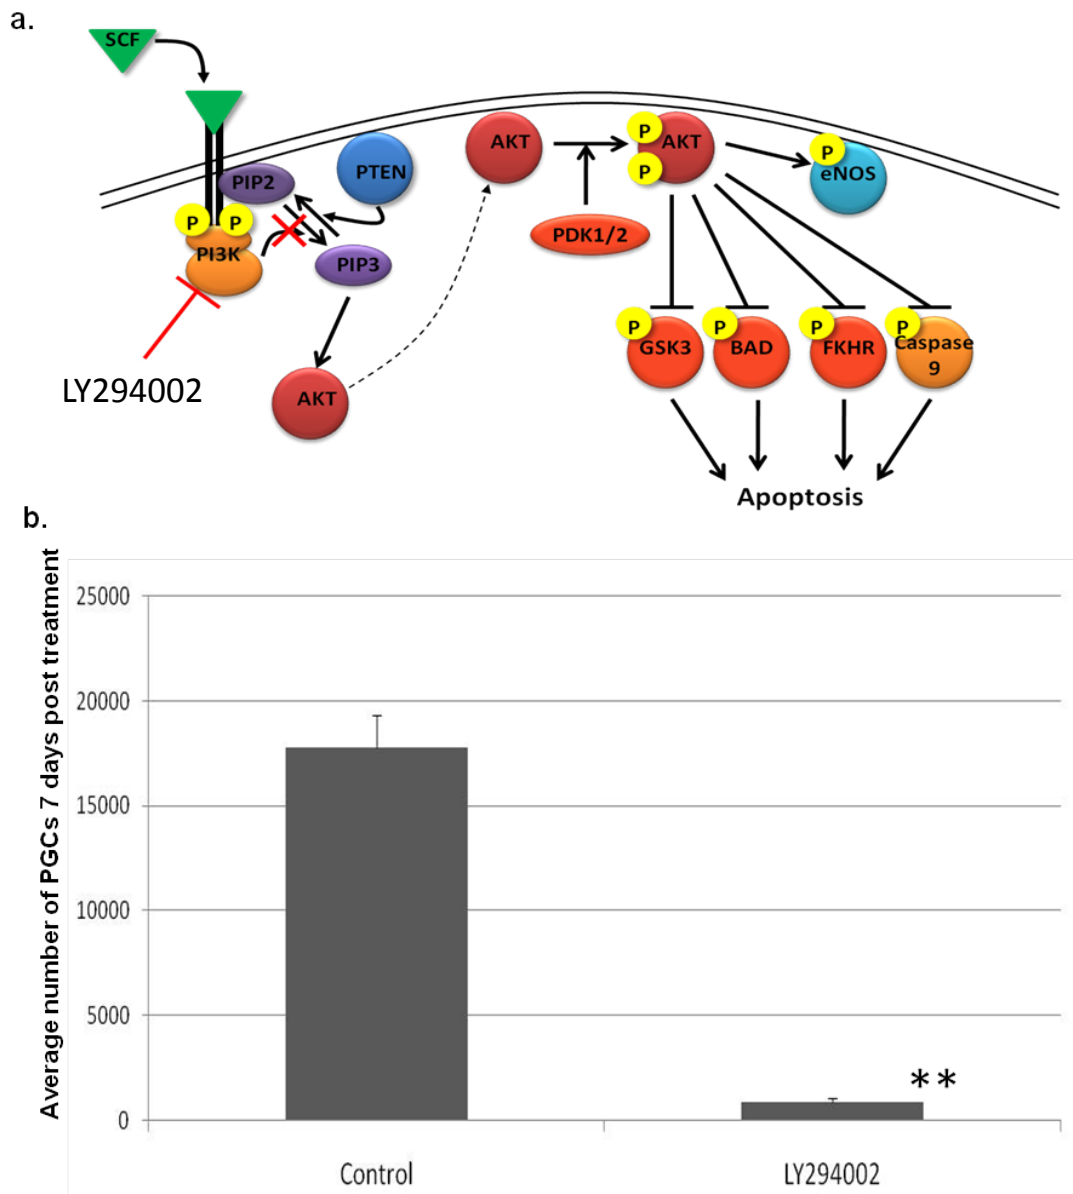 a.
SCF
PIP2
PTEN
P P
PI3K
PIP3
LY294002
AKT
AKT
P
P
AKT
PDK1/2
P
eNOS
P
GSK3
P
BAD
P
FKHR
P
Caspase
9
Apoptosis
b.
Average number of PGCs 7 days post treatment
25000
20000
15000
10000
5000
0
**
Control
LY294002